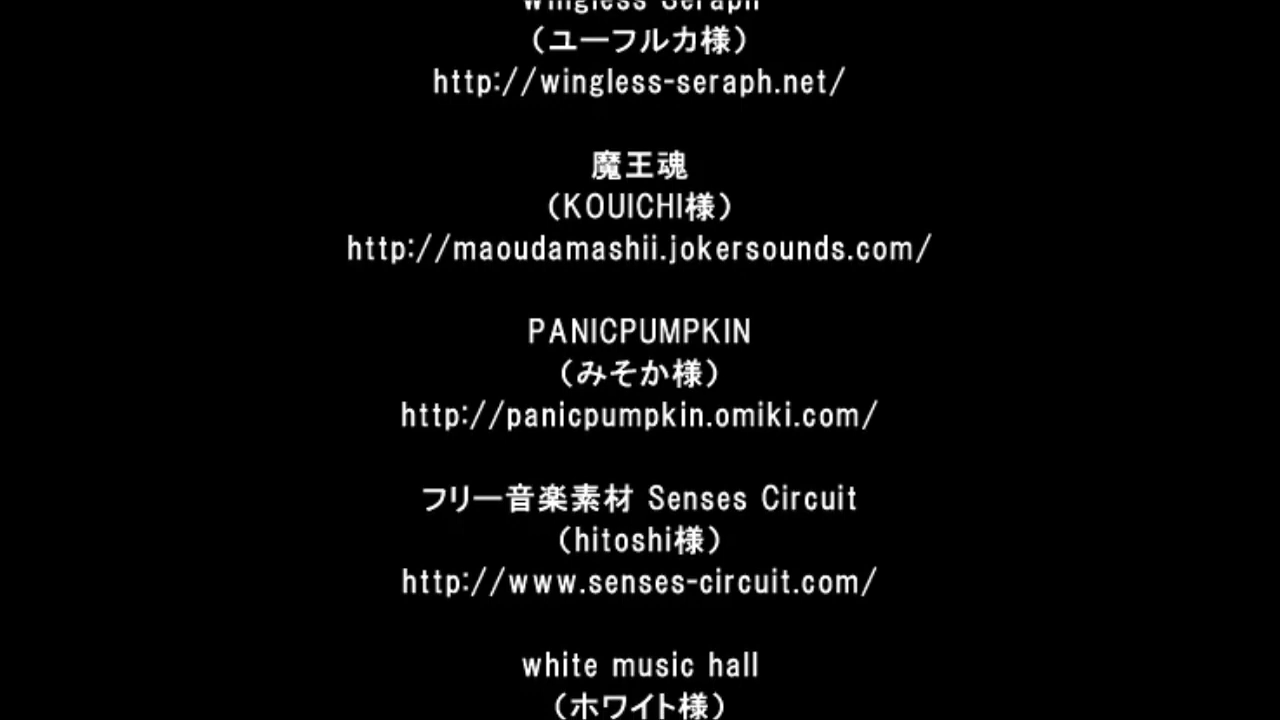 Wingless Seraph
（ユーフルカ様）
http://wingless-seraph.net/
魔王魂
（KOUICHI様）
http://maoudamashii.jokersounds.com/
PANICPUMPKIN
（みそか様）
http://panicpumpkin.omiki.com/
フリー音楽素材 Senses Circuit
（hitoshi様）
http://www.senses-circuit.com/
white music hall
（ホワイト様）